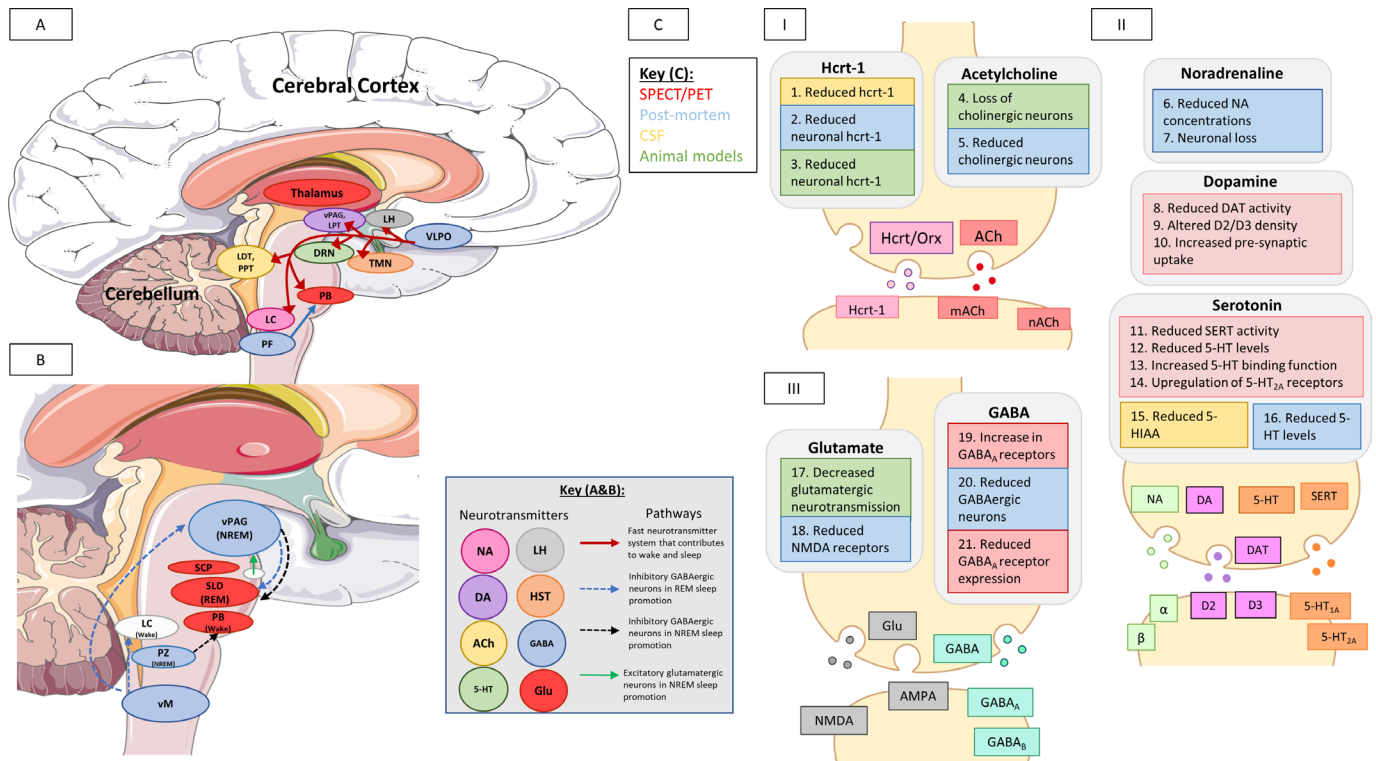 A
Cerebral Cortex
Thalamus
vPAG,
LPT
LH
VLPO
LDT,
PPT
DRN
TMN
Cerebellum
PB
LC
PF
B
vPAG
(NREM)
SCP
SLD
(REM)
LC
(Wake)
PB
(Wake)
PZ
(NREM)
vM
Key (A&B):
Neurotransmitters
Pathways
NA
LH
DA
HST
ACh
GABA
5-HT
Glu
Fast neurotransmitter
system that contributes
to wake and sleep
Inhibitory GABAergic
neurons in REM sleep
promotion
Inhibitory GABAergic
neurons in NREM sleep
promotion
Excitatory glutamatergic
neurons in NREM sleep
promotion
C
Key (C):
SPECT/PET
Post-mortem
CSF
Animal models
I
Hcrt-1
1. Reduced hcrt-1
2. Reduced
neuronal hcrt-1
3. Reduced
neuronal hcrt-1
Acetylcholine
4. Loss of
cholinergic neurons
5. Reduced
cholinergic neurons
Hcrt/Orx
ACh
Hcrt-1
mACh
nACh
II
Noradrenaline
6. Reduced NA
concentrations
7. Neuronal loss
Dopamine
8. Reduced DAT activity
9. Altered D2/D3 density
10. Increased pre-synaptic
uptake
Serotonin
11. Reduced SERT activity
12. Reduced 5-HT levels
13. Increased 5-HT binding function
14. Upregulation of 5-HT2A receptors
15. Reduced 5-
HIAA
16. Reduced 5-
HT levels
NA
DA
5-HT
SERT
DAT
α
β
D2
D3
5-HT1A
5-HT2A
III
Glutamate
17. Decreased
glutamatergic
neurotransmission
18. Reduced
NMDA receptors
GABA
19. Increase in
GABAA receptors
20. Reduced
GABAergic
neurons
21. Reduced
GABAA receptor
expression
Glu
GABA
AMPA
NMDA
GABAA
GABAB